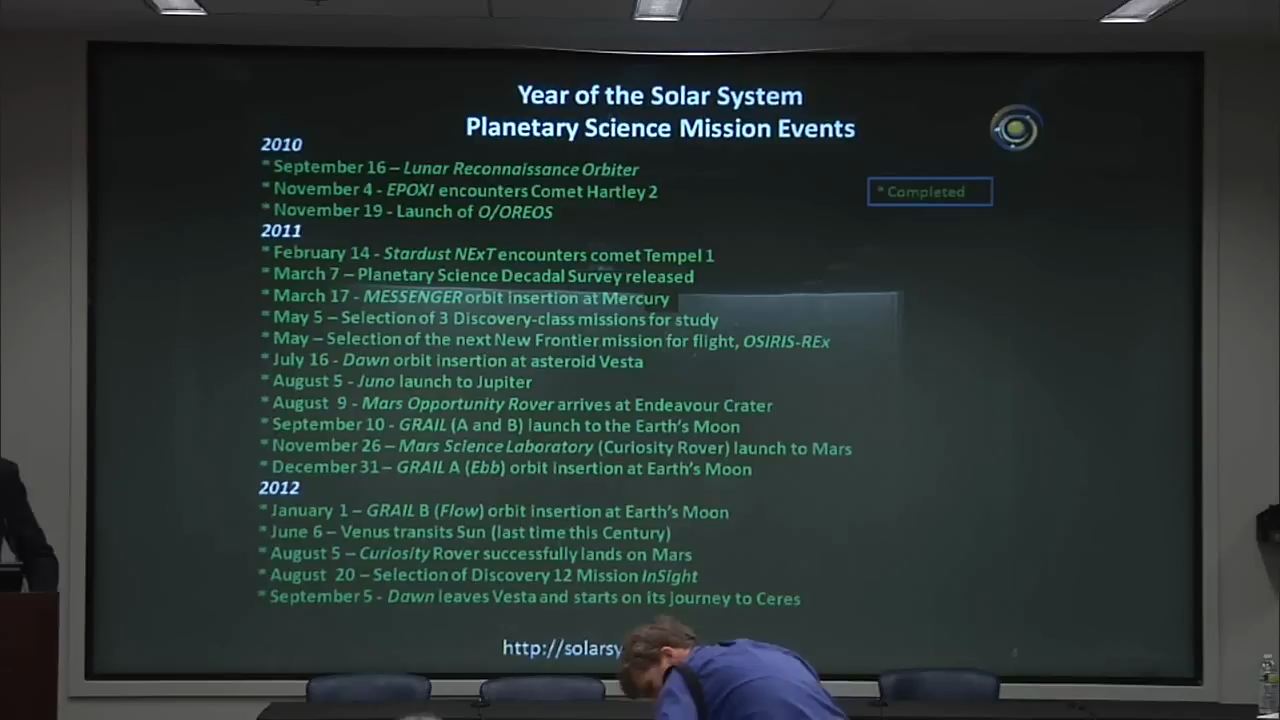 Year of the Solar System
Planetary Science Mission Events
2010
* September 16 – Lunar Reconnaissance Orbiter
* November 4 - EPOXI encounters Comet Hartley 2
* Completed
* November 19 - Launch of O/OREOS
2011
* February 14 - Stardust NExT encounters comet Tempel 1
* March 7 – Planetary Science Decadal Survey released
* March 17 - MESSENGER orbit insertion at Mercury
* May 5 – Selection of 3 Discovery-class missions for study
* May – Selection of the next New Frontier mission for flight, OSIRIS-REx
* July 16 - Dawn orbit insertion at asteroid Vesta
* August 5 - Juno launch to Jupiter
* August 9 - Mars Opportunity Rover arrives at Endeavour Crater
* September 10 - GRAIL (A and B) launch to the Earth's Moon
* November 26 – Mars Science Laboratory (Curiosity Rover) launch to Mars
* December 31 – GRAIL A (Ebb) orbit insertion at Earth's Moon
2012
* January 1 – GRAIL B (Flow) orbit insertion at Earth's Moon
* June 6 – Venus transits Sun (last time this Century)
* August 5 – Curiosity Rover successfully lands on Mars
* August 20 – Selection of Discovery 12 Mission InSight
* September 5 - Dawn leaves Vesta and starts on its journey to Ceres
http://solarsy